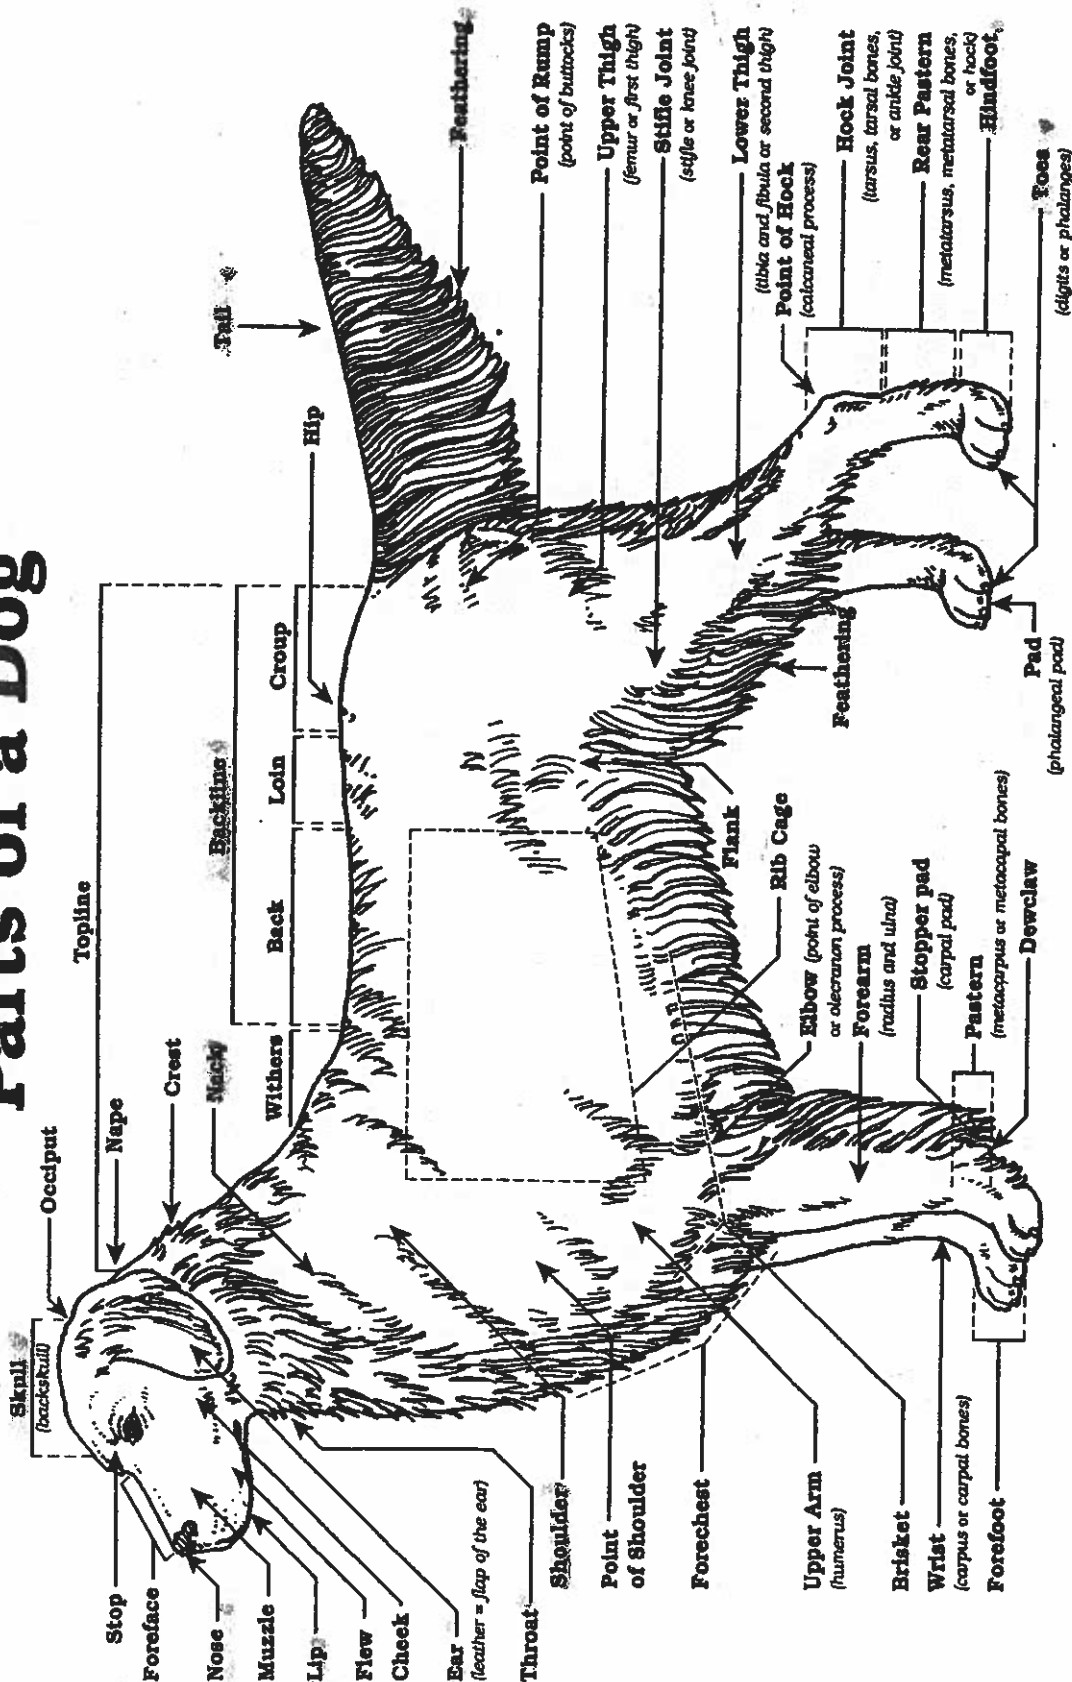 Parts of a Dog
Topline
Backline
Withers
Back
Loin
Croup
Hip
Tail
Feathering
Occiput
Nape
Crest
Neck
Skull
(backskull)
Stop
Foreface
Nose
Muzzle
Lip
Flew
Cheek
Ear
(leather = flap of the ear)
Throat
Shoulder
Point
of Shoulder
Forechest
Upper Arm
(humerus)
Brisket
Wrist
(carpus or carpal bones)
Forefoot
Flank
Rib Cage
Elbow (point of elbow
or olecranon process)
Forearm
(radius and ulna)
Stopper pad
(carpal pad)
Pastern
(metacarpus or metacapal bones)
Dewclaw
Feathering
Pad
(phalangeal pad)
Point of Rump
(point of buttocks)
Upper Thigh
(femur or first thigh)
Stifle Joint
(stifle or knee joint)
Lower Thigh
(tibia and fibula or second thigh)
Point of Hock
(calcaneal process)
Hock Joint
(tarsus, tarsal bones,
or ankle joint)
Rear Pastern
(metatarsus, metatarsal bones,
or hock)
Hindfoot
Toes
(digits or phalanges)